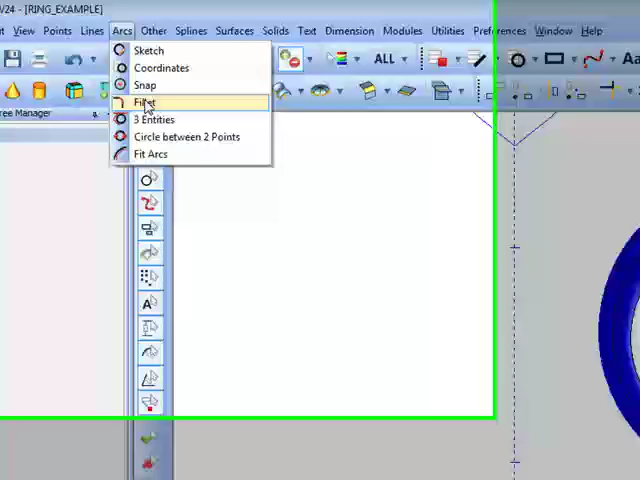 V24 - [RING_EXAMPLE]
View Points Lines Arcs Other Splines Surfaces Solids Text Dimension Modules Utilities Preferences Window Help
Sketch
ALL
Aa
Coordinates
Snap
Fillet
ree Manager
3 Entities
Circle between 2 Points
Fit Arcs
A